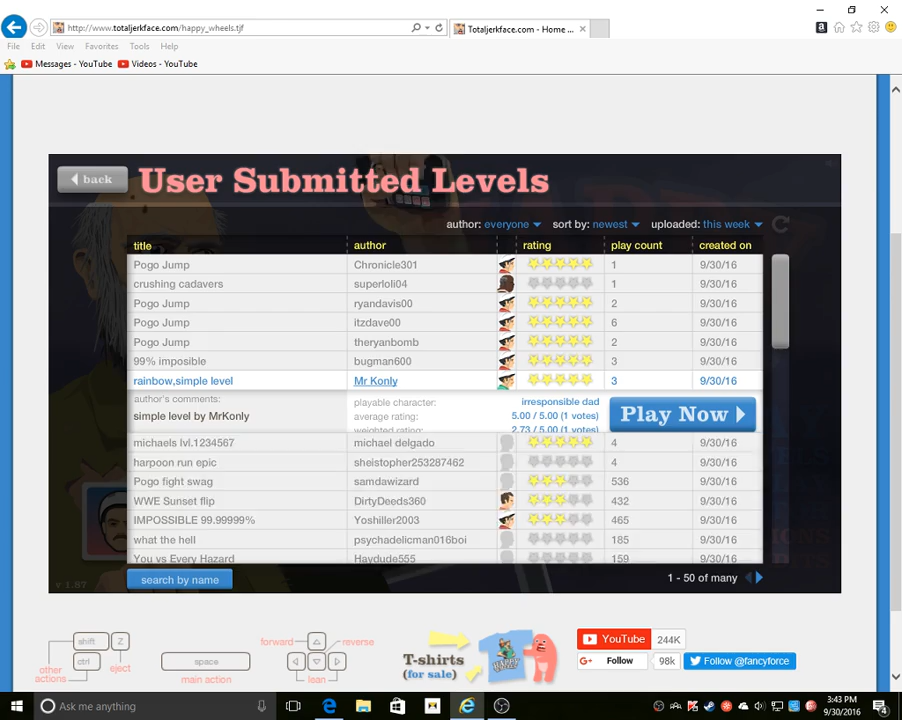 http://www.totaljerkface.com/happy_wheels.tjf
Totaljerkface.com - Home ...
File Edit View Favorites Tools Help
Messages - YouTube Videos - YouTube
back User Submitted Levels
author: everyone sort by: newest uploaded: this week
title author rating play count created on
Pogo Jump Chronicle301 1 9/30/16
crushing cadavers superloli04 1 9/30/16
Pogo Jump ryandavis00 2 9/30/16
Pogo Jump itzdave00 6 9/30/16
Pogo Jump theryanbomb 2 9/30/16
99% imposible bugman600 3 9/30/16
rainbow,simple level Mr Konly 3 9/30/16
author's comments: playable character: irresponsible dad
simple level by MrKonly average rating: 5.00 / 5.00 (1 votes) Play Now
weighted rating: 2.73 / 5.00 (1 votes)
michaels lvl.1234567 michael delgado 4 9/30/16
harpoon run epic sheistopher253287462 4 9/30/16
Pogo fight swag samdawizard 536 9/30/16
WWE Sunset flip DirtyDeeds360 432 9/30/16
IMPOSSIBLE 99.99999% Yoshiller2003 465 9/30/16
what the hell psychadelicman016boi 185 9/30/16
You vs Every Hazard Haydude555 159 9/30/16
search by name 1 - 50 of many
v 1.87
shift Z
ctrl
other actions eject
space
main action
forward reverse
lean
T-shirts
(for sale)
HAPPY WHEELS
YouTube 244K
G+ Follow 98k Follow @fancyforce
Ask me anything
3:43 PM
9/30/2016
4